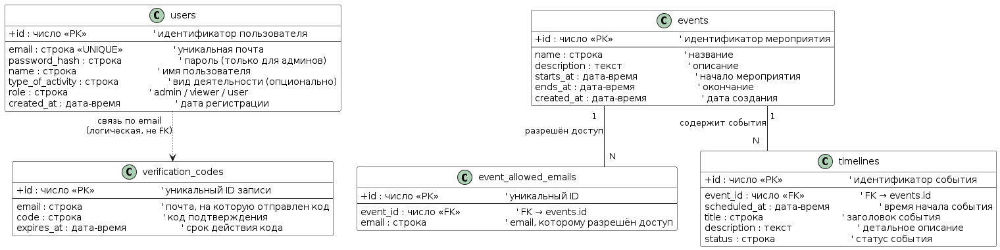 C users
+id : число «PK» ' идентификатор пользователя
email : строка «UNIQUE» ' уникальная почта
password_hash : строка ' пароль (только для админов)
name : строка ' имя пользователя
type_of_activity : строка ' вид деятельности (опционально)
role : строка ' admin / viewer / user
created_at : дата-время ' дата регистрации
связь по email
(логическая, не FK)
C verification_codes
+id : число «PK» ' уникальный ID записи
email : строка ' почта, на которую отправлен код
code : строка ' код подтверждения
expires_at : дата-время ' срок действия кода
C events
+id : число «PK» ' идентификатор мероприятия
name : строка ' название
description : текст ' описание
starts_at : дата-время ' начало мероприятия
ends_at : дата-время ' окончание
created_at : дата-время ' дата создания
1
разрешён доступ
N
1
содержит события
N
C event_allowed_emails
+id : число «PK» ' уникальный ID
event_id : число «FK» ' FK → events.id
email : строка ' email, которому разрешён доступ
C timelines
+id : число «PK» ' идентификатор события
event_id : число «FK» ' FK → events.id
scheduled_at : дата-время ' время начала события
title : строка ' заголовок события
description : текст ' детальное описание
status : строка ' статус события